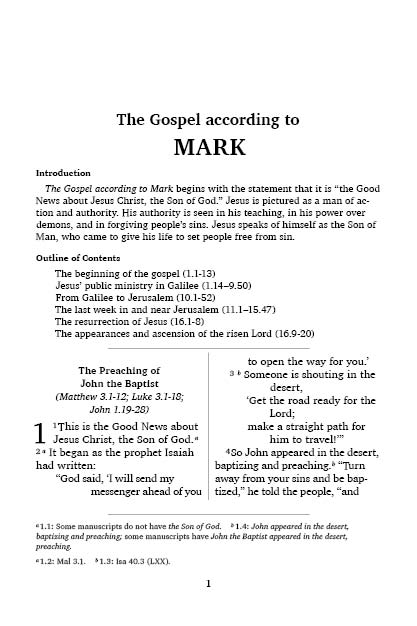 The Gospel according to
MARK
Introduction
The Gospel according to Mark begins with the statement that it is “the Good
News about Jesus Christ, the Son of God.” Jesus is pictured as a man of ac-
tion and authority. His authority is seen in his teaching, in his power over
demons, and in forgiving people's sins. Jesus speaks of himself as the Son of
Man, who came to give his life to set people free from sin.
Outline of Contents
The beginning of the gospel (1.1-13)
Jesus' public ministry in Galilee (1.14–9.50)
From Galilee to Jerusalem (10.1-52)
The last week in and near Jerusalem (11.1–15.47)
The resurrection of Jesus (16.1-8)
The appearances and ascension of the risen Lord (16.9-20)
The Preaching of
John the Baptist
(Matthew 3.1-12; Luke 3.1-18;
John 1.19-28)
1 1This is the Good News about
Jesus Christ, the Son of God.a
2 a It began as the prophet Isaiah
had written:
“God said, ‘I will send my
messenger ahead of you
to open the way for you.’
3 b Someone is shouting in the
desert,
‘Get the road ready for the
Lord;
make a straight path for
him to travel!’”
4So John appeared in the desert,
baptizing and preaching.b “Turn
away from your sins and be bap-
tized,” he told the people, “and
a 1.1: Some manuscripts do not have the Son of God. b 1.4: John appeared in the desert,
baptizing and preaching; some manuscripts have John the Baptist appeared in the desert,
preaching.
a 1.2: Mal 3.1. b 1.3: Isa 40.3 (LXX).
1